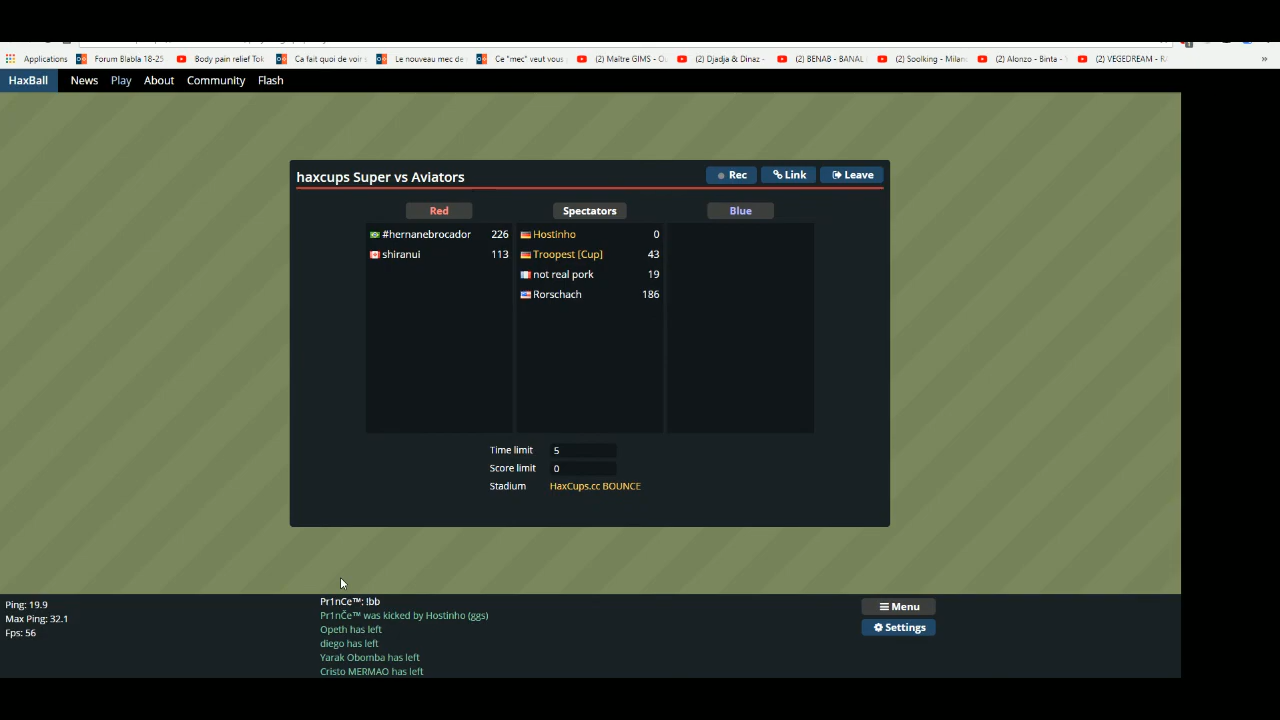 Applications Forum Blabla 18-25 Body pain relief Tok Ca fait quoi de voir Le nouveau mec de Ce "mec" veut vous (2) Maître GIMS - (2) Djadja & Dinaz - (2) BENAB - BANAL (2) Soolking - Milano (2) Alonzo - Binta - (2) VEGEDREAM - »
HaxBall News Play About Community Flash
haxcups Super vs Aviators Rec Link Leave
Red Spectators Blue
#hernanebrocador 226 Hostinho 0
shiranui 113 Troopest [Cup] 43
not real pork 19
Rorschach 186
Time limit 5
Score limit 0
Stadium HaxCups.cc BOUNCE
Ping: 19.9
Max Ping: 32.1
Fps: 56
Pr1nCe™: !bb
Pr1nČe™ was kicked by Hostinho (ggs)
Opeth has left
diego has left
Yarak Obomba has left
Cristo MERMAO has left
Menu
Settings